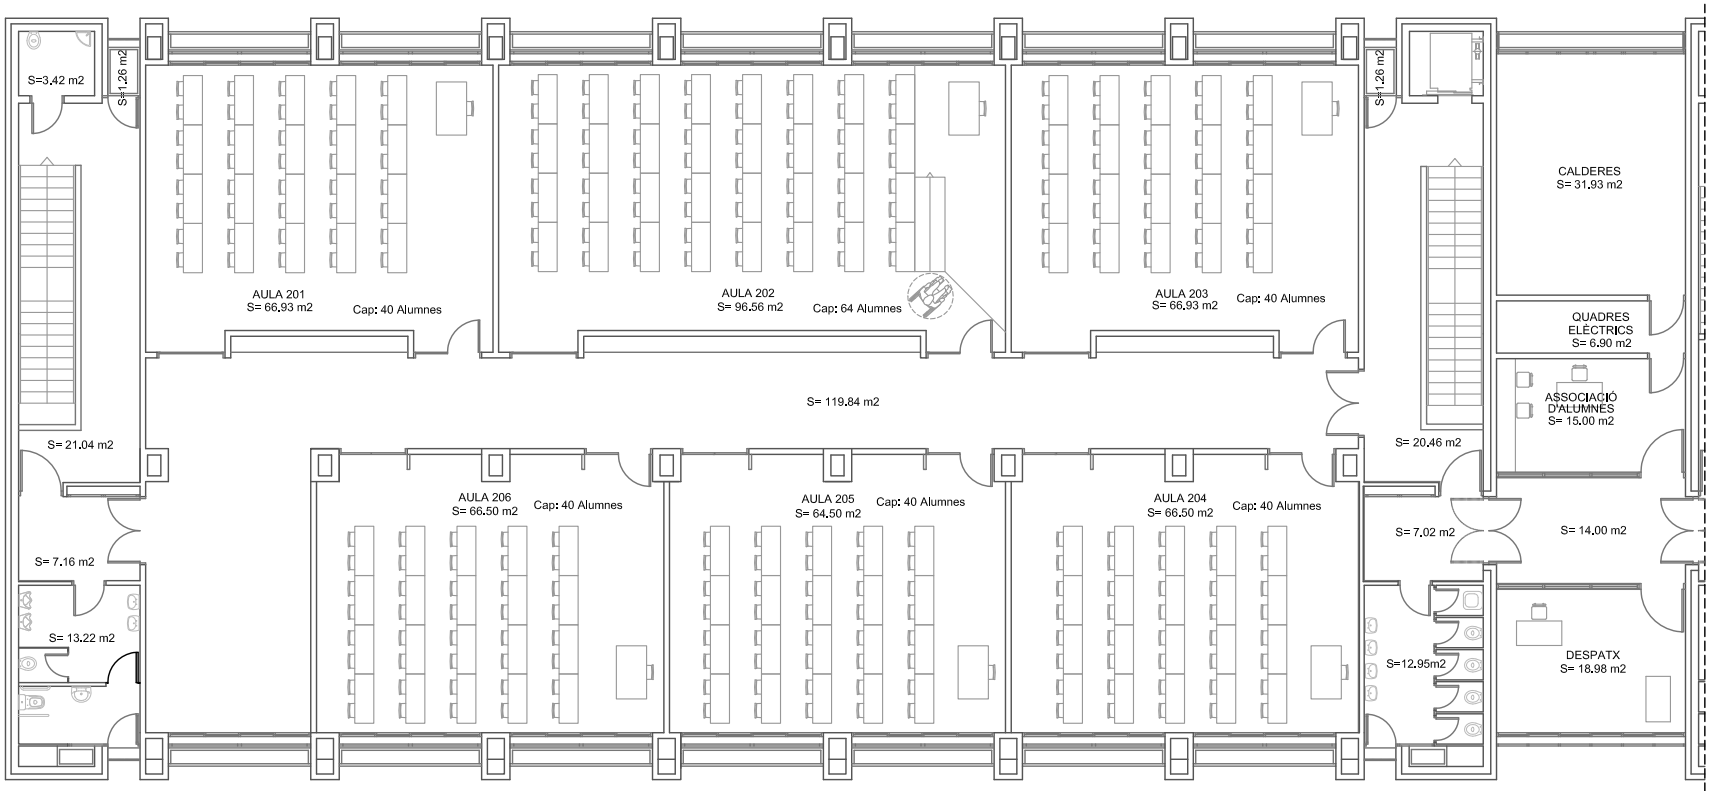 S=3,42 m2
S=1.26 m2
AULA 201
S= 66,93 m2
Cap: 40 Alumnes
AULA 202
S= 96.56 m2
Cap: 64 Alumnes
AULA 203
S= 66,93 m2
Cap: 40 Alumnes
S=1.26 m2
CALDERES
S= 31.93 m2
QUADRES
ELÈCTRICS
S= 6.90 m2
ASSOCIACIÓ
D'ALUMNES
S= 15.00 m2
S= 119.84 m2
S= 21.04 m2
S= 20.46 m2
AULA 206
S= 66.50 m2
Cap: 40 Alumnes
AULA 205
S= 64.50 m2
Cap: 40 Alumnes
AULA 204
S= 66.50 m2
Cap: 40 Alumnes
S= 7.02 m2
S= 14.00 m2
S= 7.16 m2
S= 13.22 m2
S=12.95m2
DESPATX
S= 18.98 m2